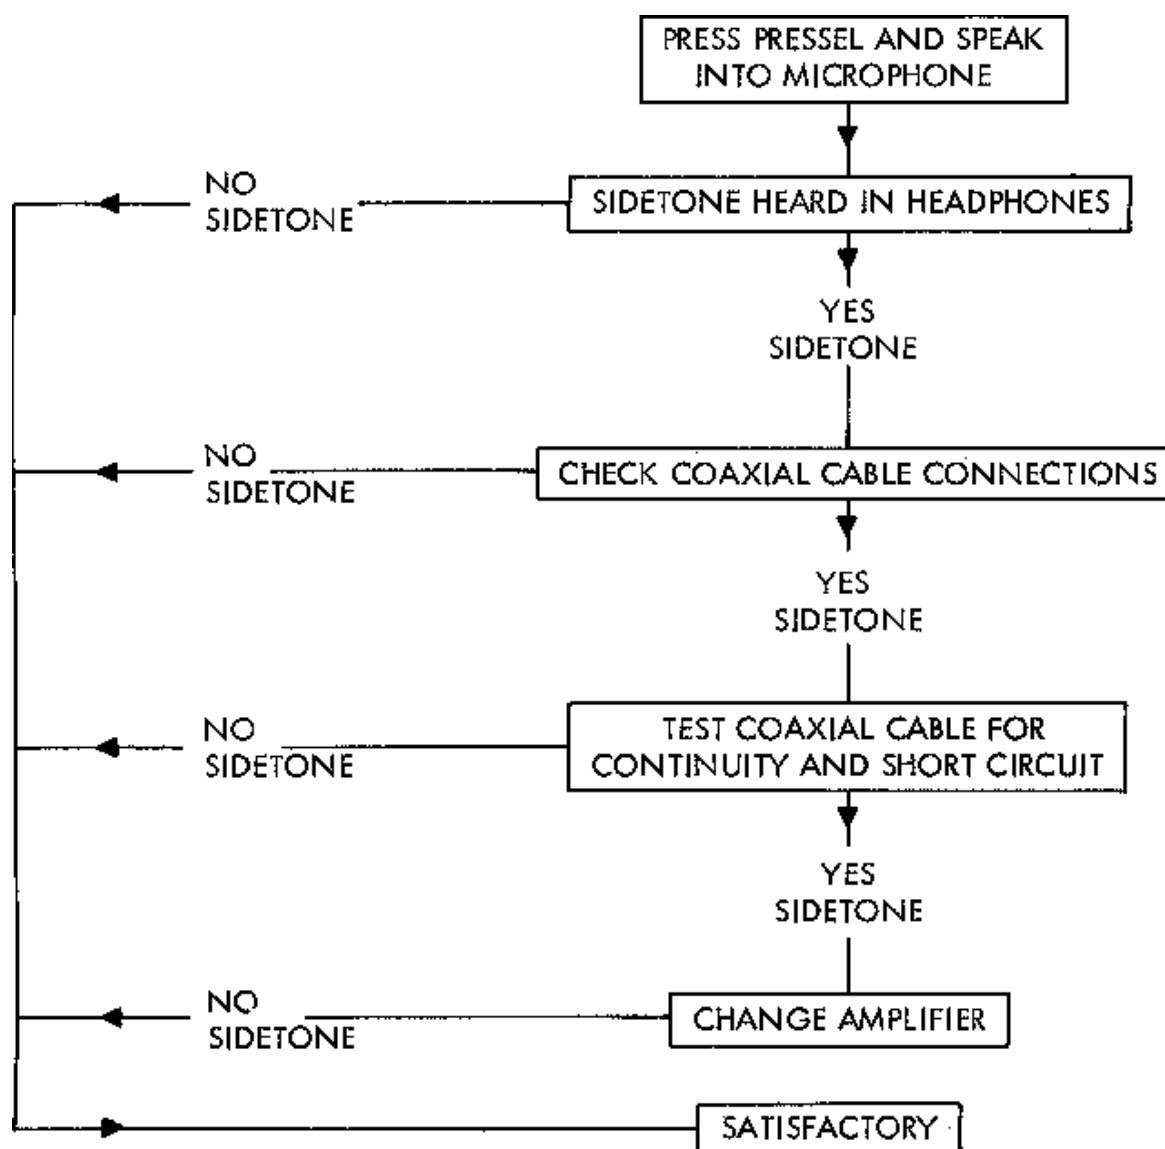 PRESS PRESSEL AND SPEAK
INTO MICROPHONE
NO
SIDETONE
SIDETONE HEARD IN HEADPHONES
YES
SIDETONE
NO
SIDETONE
CHECK COAXIAL CABLE CONNECTIONS
YES
SIDETONE
NO
SIDETONE
TEST COAXIAL CABLE FOR
CONTINUITY AND SHORT CIRCUIT
YES
SIDETONE
NO
SIDETONE
CHANGE AMPLIFIER
SATISFACTORY